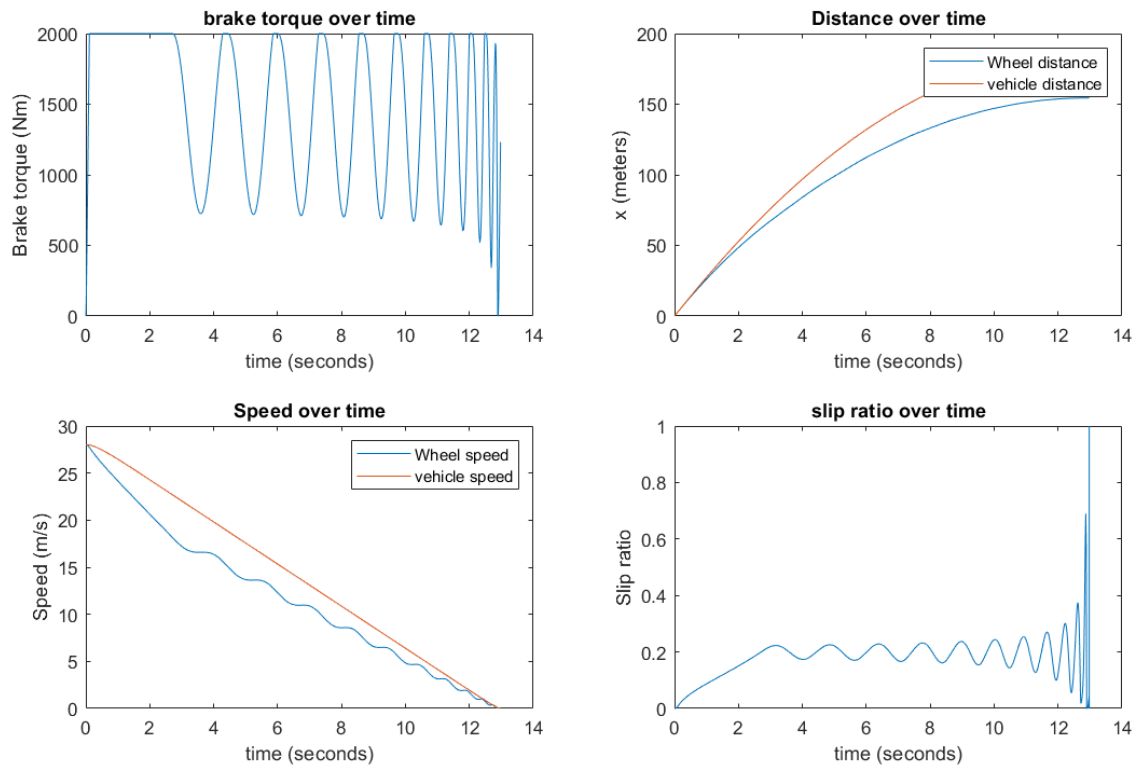 brake torque over time
2000
1500
1000
500
0
Brake torque (Nm)
0 2 4 6 8 10 12 14
time (seconds)
Distance over time
200
150
100
50
0
x (meters)
Wheel distance
vehicle distance
0 2 4 6 8 10 12 14
time (seconds)
Speed over time
30
25
20
15
10
5
0
Speed (m/s)
Wheel speed
vehicle speed
0 2 4 6 8 10 12 14
time (seconds)
slip ratio over time
1
0.8
0.6
0.4
0.2
0
Slip ratio
0 2 4 6 8 10 12 14
time (seconds)